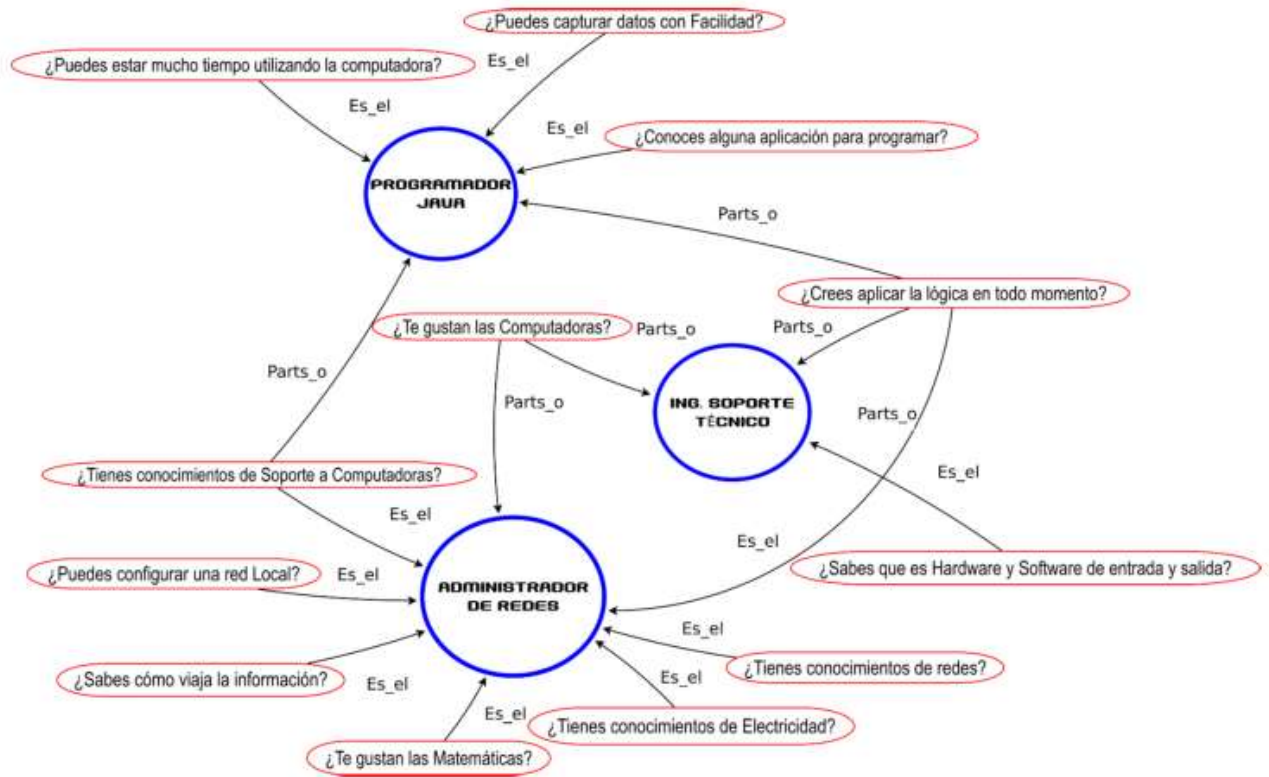 ¿Puedes capturar datos con Facilidad?
Es_el
¿Puedes estar mucho tiempo utilizando la computadora?
Es_el
Es_el
¿Conoces alguna aplicación para programar?
PROGRAMADOR
JAVA
Parts_o
¿Crees aplicar la lógica en todo momento?
¿Te gustan las Computadoras?
Parts_o
Parts_o
Parts_o
Parts_o
ING. SOPORTE
TÉCNICO
Parts_o
¿Tienes conocimientos de Soporte a Computadoras?
Es_el
Es_el
Es_el
¿Puedes configurar una red Local?
Es_el
¿Sabes que es Hardware y Software de entrada y salida?
ADMINISTRADOR
DE REDES
Es_el
¿Tienes conocimientos de redes?
¿Sabes cómo viaja la información?
Es_el
Es_el
Es_el
¿Tienes conocimientos de Electricidad?
¿Te gustan las Matemáticas?